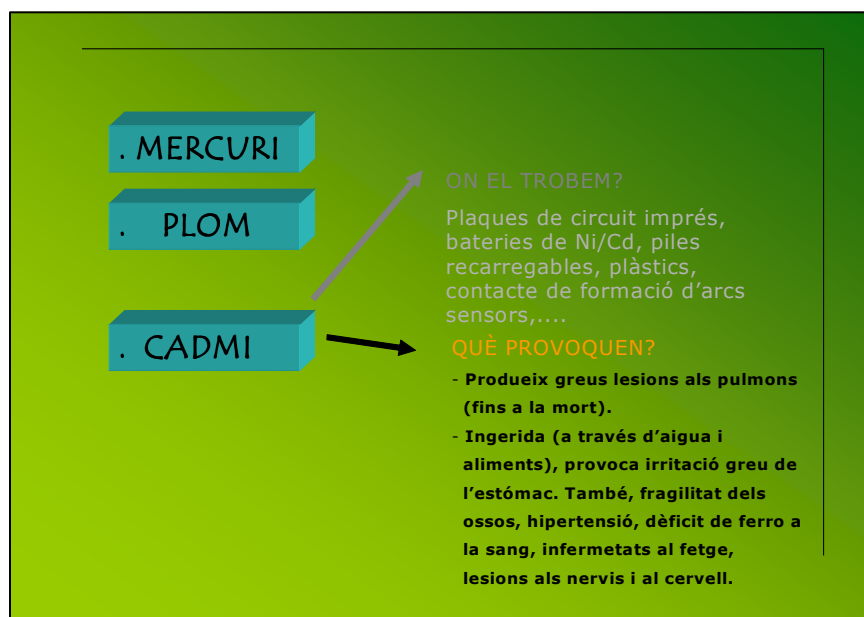 . MERCURI
. PLOM
. CADMI
ON EL TROBEM?
Plaques de circuit imprés,
bateries de Ni/Cd, piles
recarregables, plàstics,
contacte de formació d’arcs
sensors,....
QUÈ PROVOQUEN?
- Produeix greus lesions als pulmons
(fins a la mort).
- Ingerida (a través d’aigua i
aliments), provoca irritació greu de
l’estómac. També, fragilitat dels
ossos, hipertensió, dèficit de ferro a
la sang, infermetats al fetge,
lesions als nervis i al cervell.